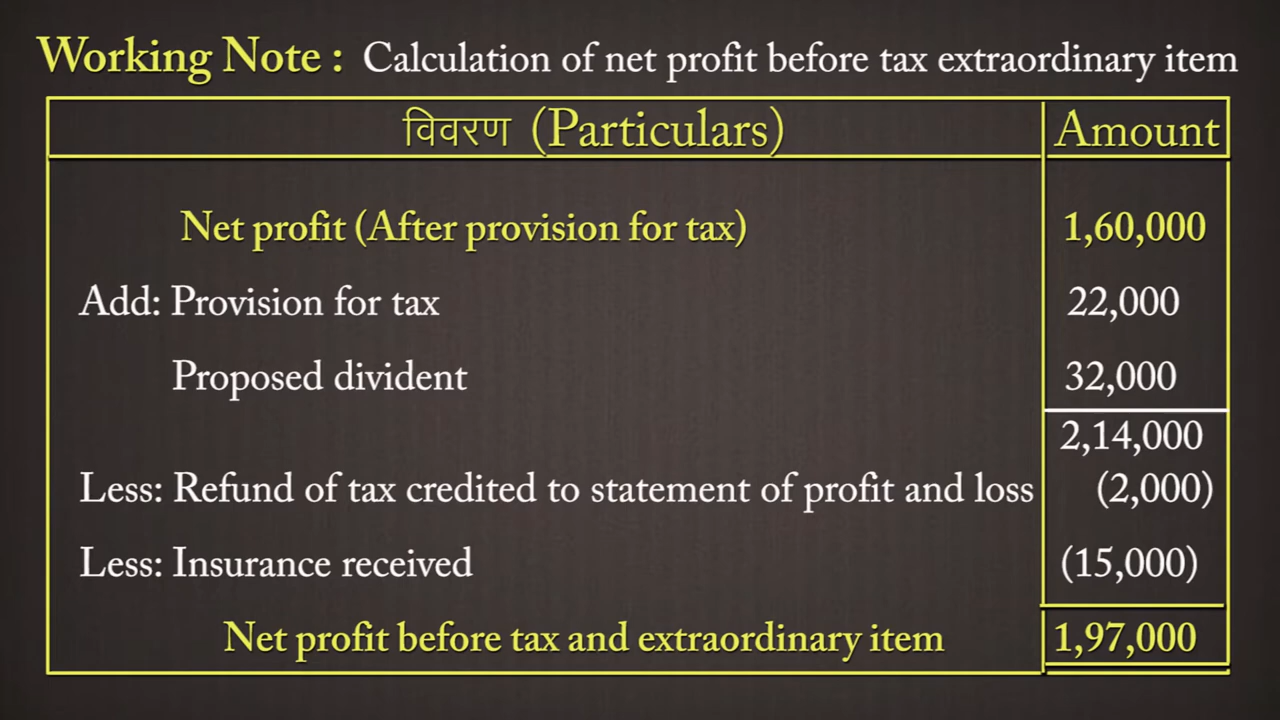 Working Note : Calculation of net profit before tax extraordinary item
विवरण (Particulars) Amount
Net profit (After provision for tax) 1,60,000
Add: Provision for tax 22,000
Proposed divident 32,000
2,14,000
Less: Refund of tax credited to statement of profit and loss (2,000)
Less: Insurance received (15,000)
Net profit before tax and extraordinary item 1,97,000